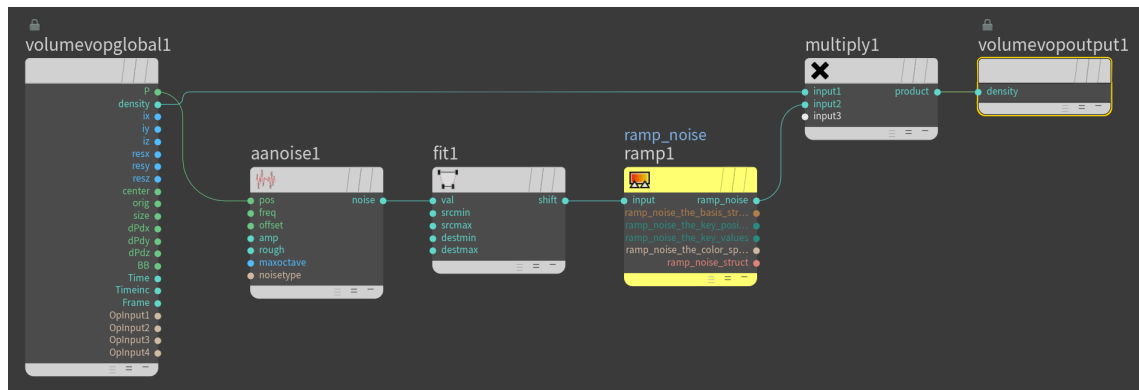 volumevopglobal1
P
density
ix
iy
iz
resx
resy
resz
center
orig
size
dPdx
dPdy
dPdz
BB
Time
Timeinc
Frame
OpInput1
OpInput2
OpInput3
OpInput4
aanoise1
pos noise
freq
offset
amp
rough
maxoctave
noisetype
fit1
val shift
srcmin
srcmax
destmin
destmax
ramp_noise
ramp1
input ramp_noise
ramp_noise_the_basis_str...
ramp_noise_the_key_posi...
ramp_noise_the_key_values
ramp_noise_the_color_sp...
ramp_noise_struct
multiply1
input1 product
input2
input3
volumevopoutput1
density